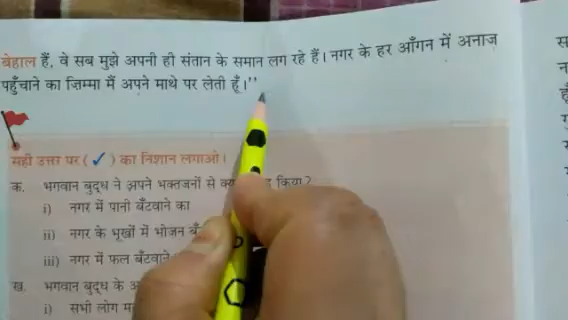 बेहाल हैं, वे सब मुझे अपनी ही संतान के समान लग रहे हैं। नगर के हर आँगन में अनाज
पहुँचाने का ज़िम्मा मैं अपने माथे पर लेती हूँ।''
सही उत्तर पर (✓) का निशान लगाओ।
क. भगवान बुद्ध ने अपने भक्तजनों से किया?
i) नगर में पानी बँटवाने का
ii) नगर के भूखों में भोजन
iii) नगर में फल बँटवाने
ख. भगवान बुद्ध के
i) सभी लोग